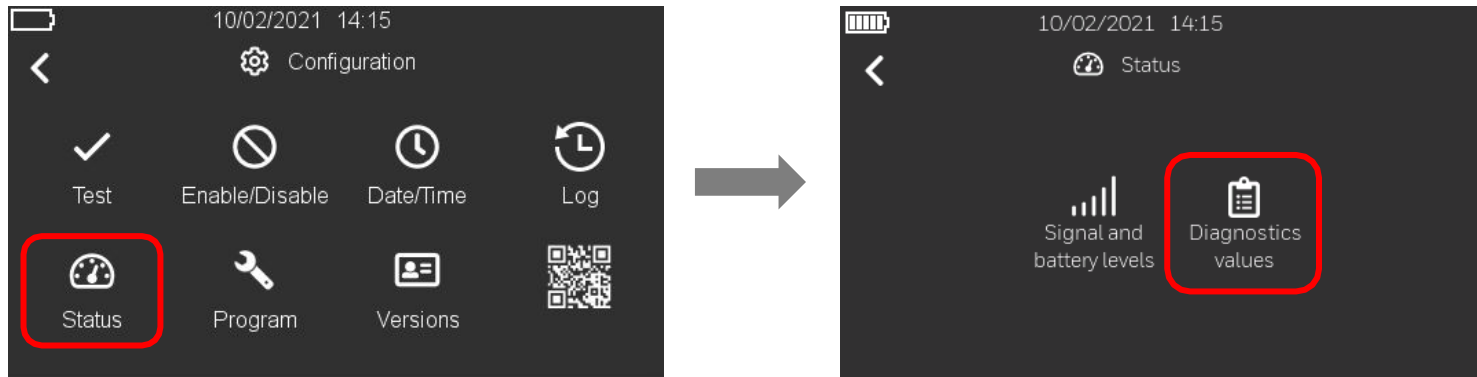 10/02/2021 14:15
Configuration
Test
Enable/Disable
Date/Time
Log
Status
Program
Versions
10/02/2021 14:15
Status
Signal and
battery levels
Diagnostics
values